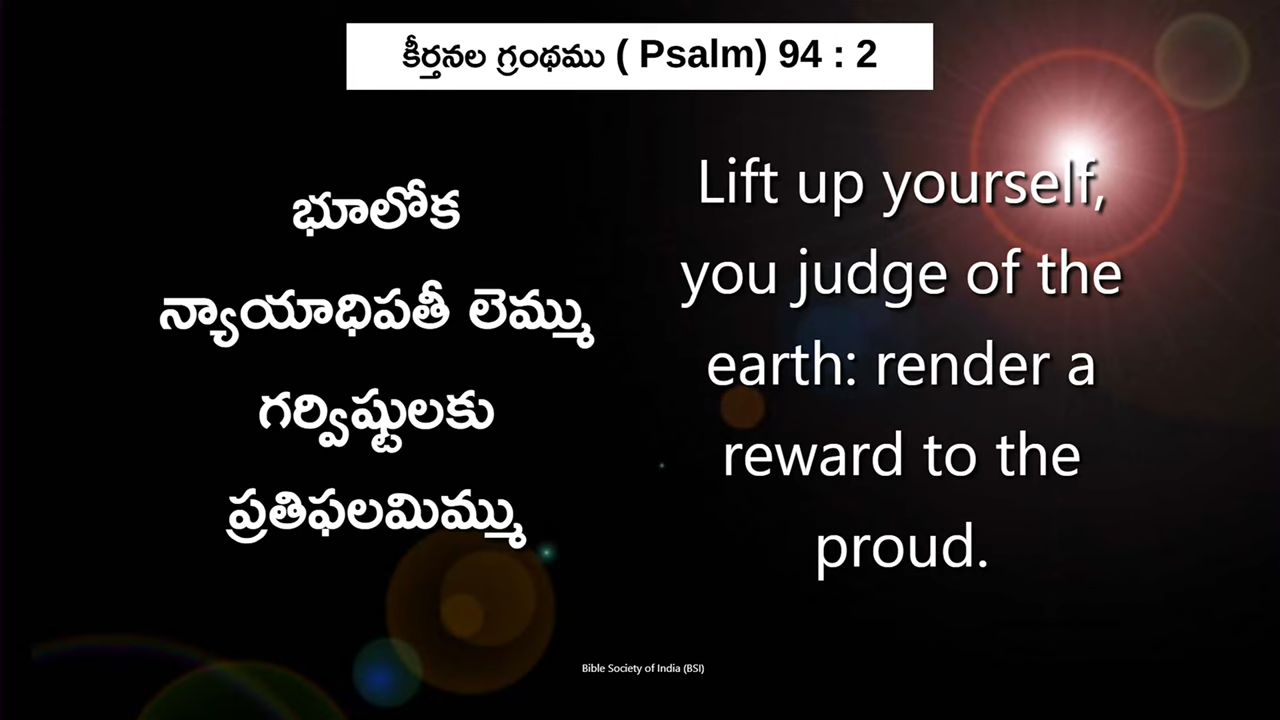 కీర్తనల గ్రంథము ( Psalm) 94 : 2
భూలోక
న్యాయాధిపతీ లెమ్ము
గర్విష్టులకు
ప్రతిఫలమిమ్ము
Lift up yourself,
you judge of the
earth: render a
reward to the
proud.
Bible Society of India (BSI)